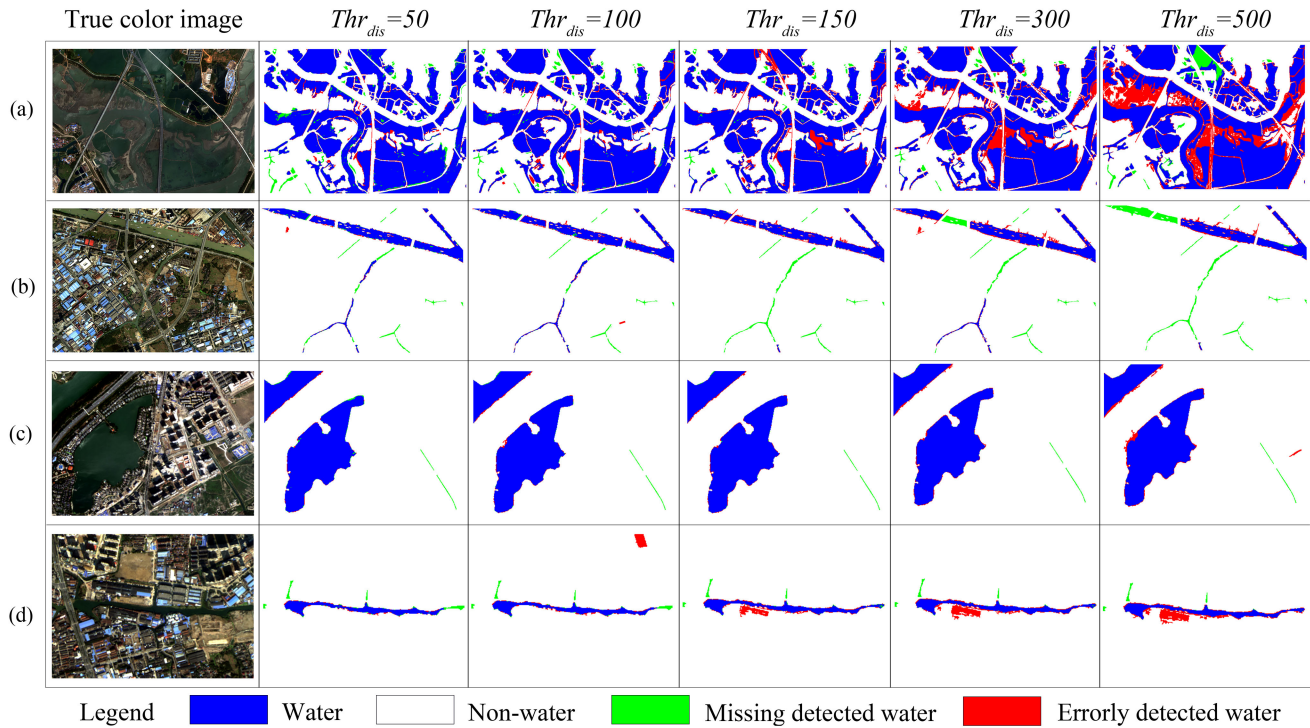 True color image Thr_dis=50 Thr_dis=100 Thr_dis=150 Thr_dis=300 Thr_dis=500
(a)
(b)
(c)
(d)
Legend Water Non-water Missing detected water Errorly detected water